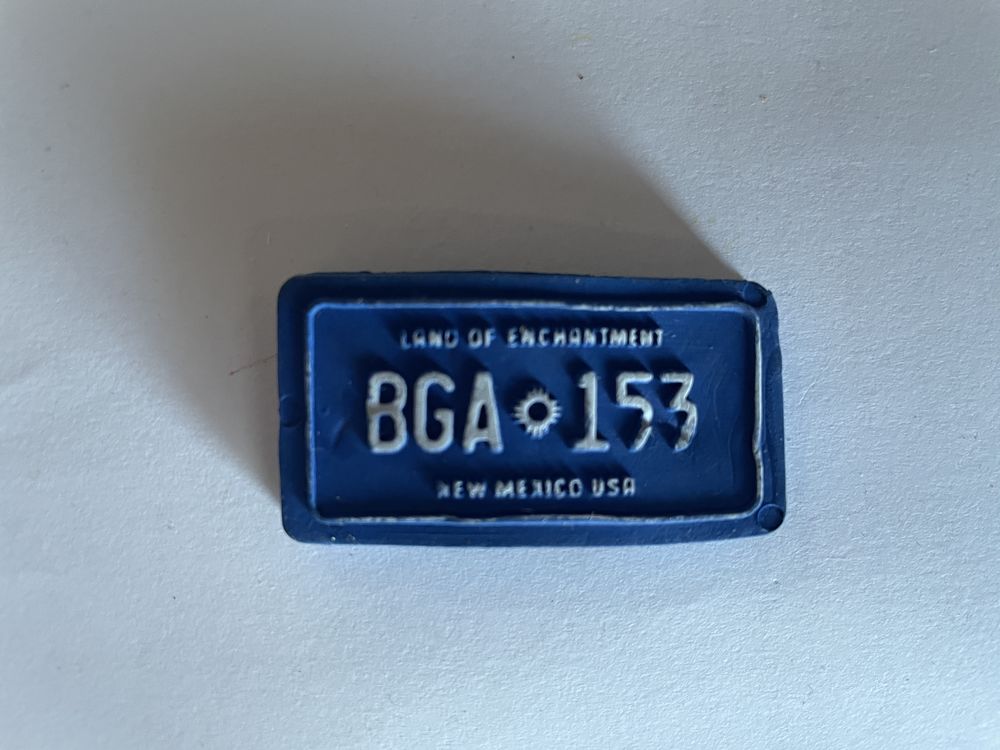 LAND OF ENCHANTMENT
BGA 153
NEW MEXICO USA